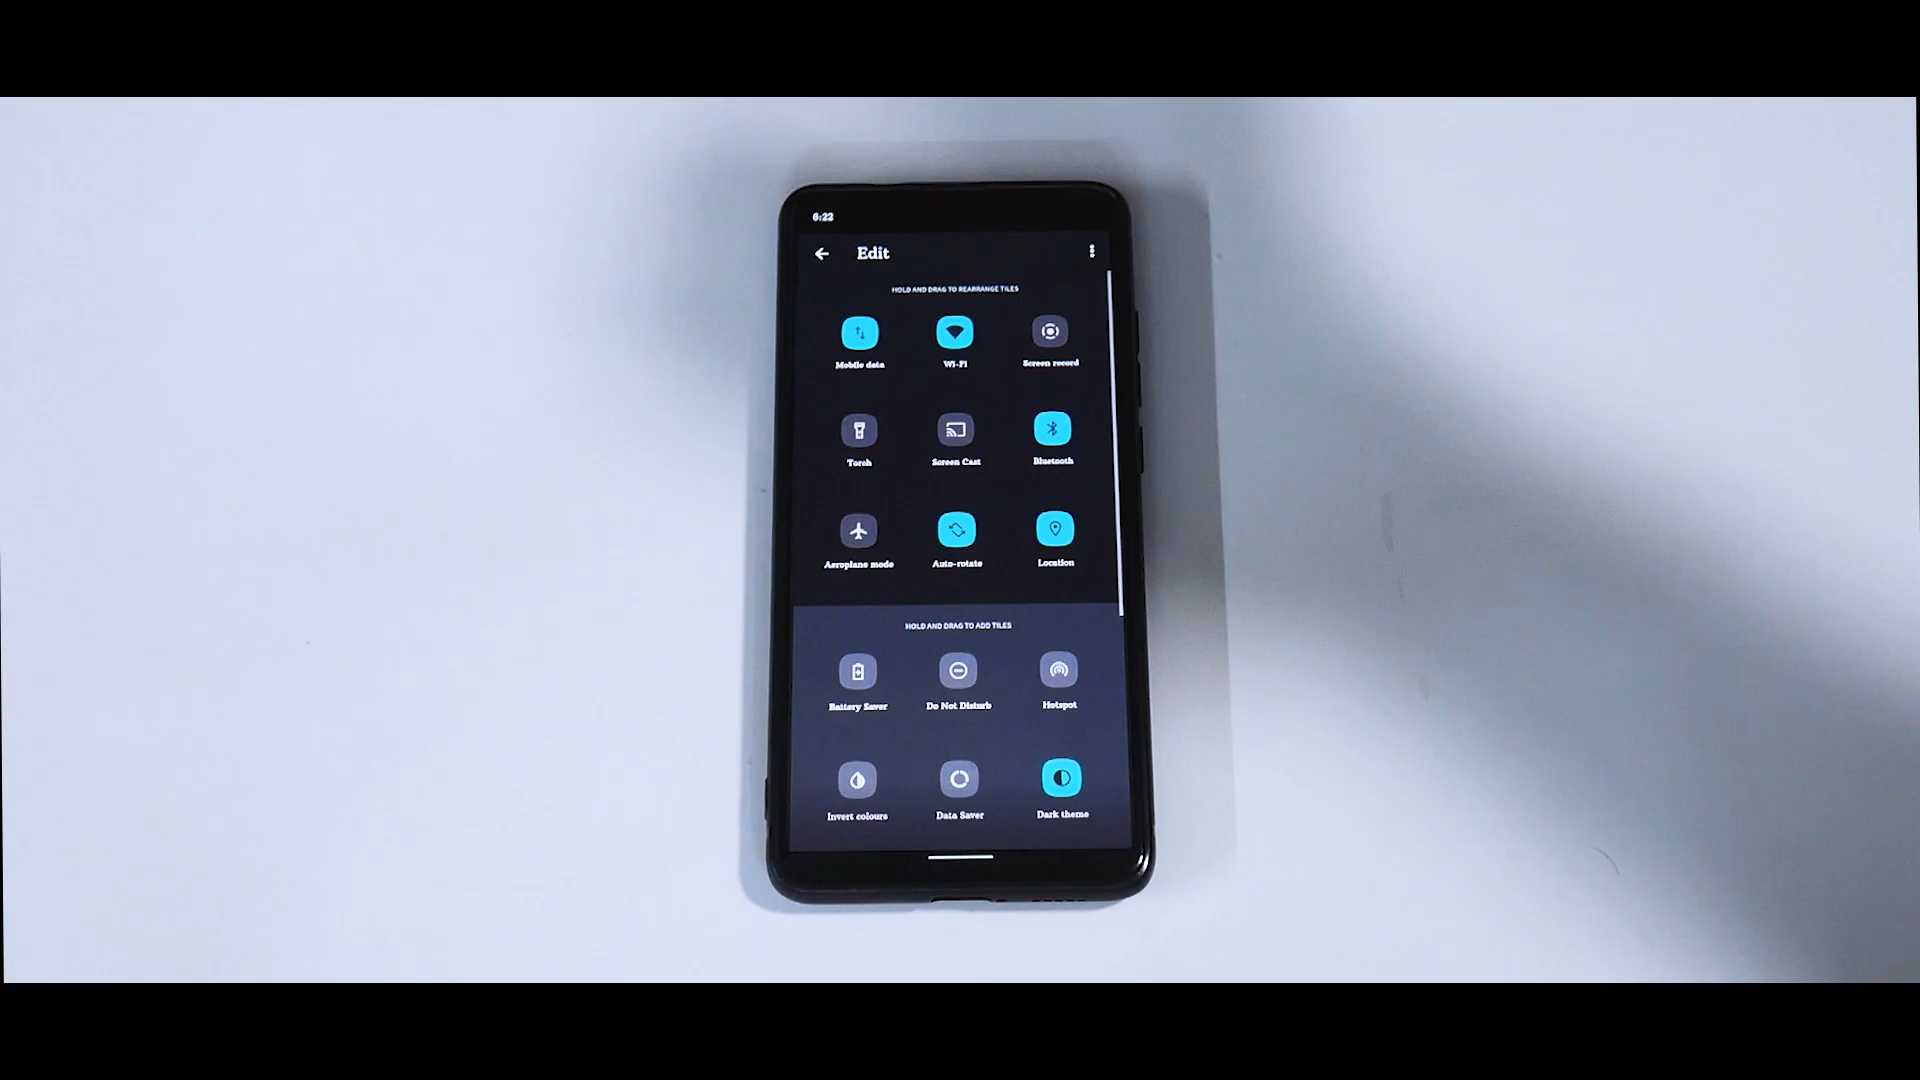 6:22
Edit
HOLD AND DRAG TO REARRANGE TILES
Mobile data Wi-Fi Screen record
Torch Screen Cast Bluetooth
Aeroplane mode Auto-rotate Location
HOLD AND DRAG TO ADD TILES
Battery Saver Do Not Disturb Hotspot
Invert colours Data Saver Dark theme